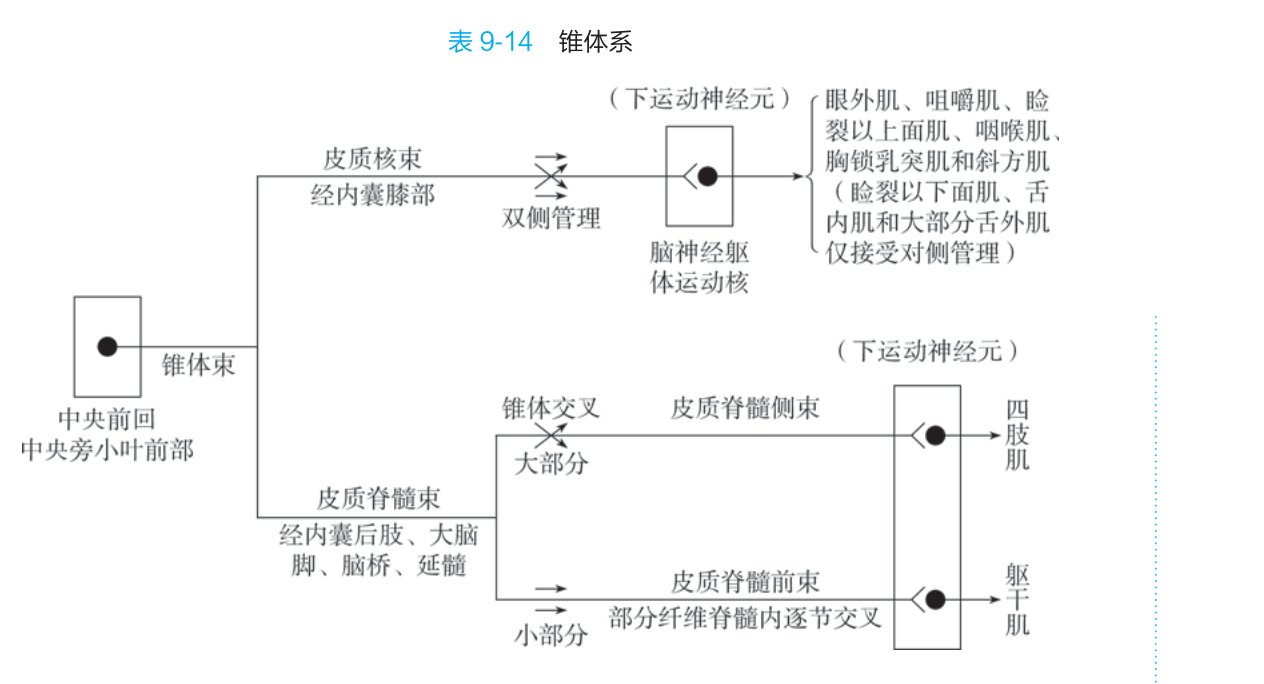 表 9-14 锥体系
（下运动神经元）
眼外肌、咀嚼肌、睑
裂以上面肌、咽喉肌、
胸锁乳突肌和斜方肌
（睑裂以下面肌、舌
内肌和大部分舌外肌
仅接受对侧管理）
皮质核束
经内囊膝部
双侧管理
脑神经躯
体运动核
锥体束
中央前回
中央旁小叶前部
（下运动神经元）
锥体交叉
大部分
皮质脊髓侧束
四
肢
肌
皮质脊髓束
经内囊后肢、大脑
脚、脑桥、延髓
小部分
皮质脊髓前束
部分纤维脊髓内逐节交叉
躯
干
肌